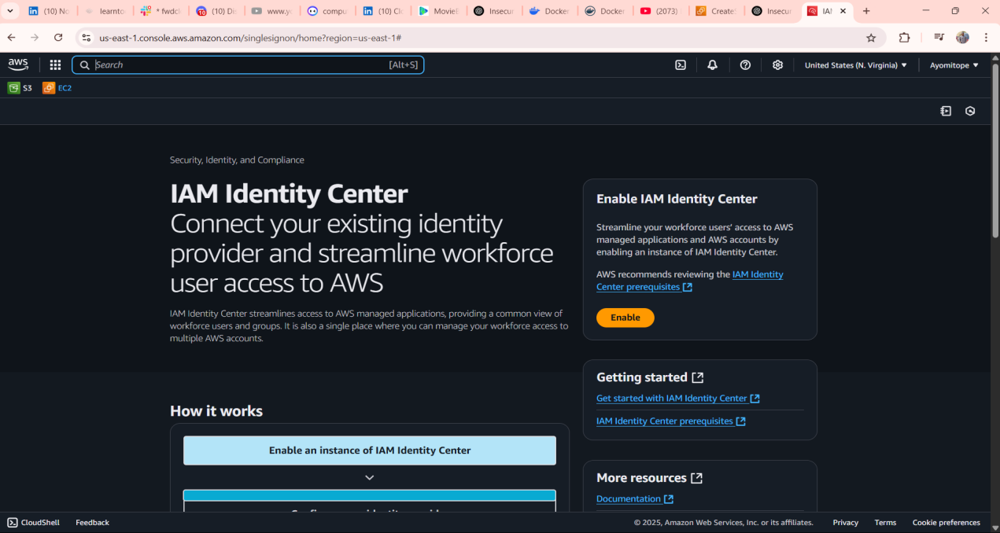 (10) No
learnto
* fwdcl
(10) Di
www.yo
compu
(10) Cl
MovieB
Insecur
Docker
Docker
(2073)
CreateS
Insecur
IAM
us-east-1.console.aws.amazon.com/singlesignon/home?region=us-east-1#
aws
Search
[Alt+S]
United States (N. Virginia)
Ayomitope
S3
EC2
Security, Identity, and Compliance
IAM Identity Center
Connect your existing identity
provider and streamline workforce
user access to AWS
IAM Identity Center streamlines access to AWS managed applications, providing a common view of
workforce users and groups. It is also a single place where you can manage your workforce access to
multiple AWS accounts.
Enable IAM Identity Center
Streamline your workforce users' access to AWS
managed applications and AWS accounts by
enabling an instance of IAM Identity Center.
AWS recommends reviewing the IAM Identity
Center prerequisites
Enable
Getting started
Get started with IAM Identity Center
IAM Identity Center prerequisites
How it works
Enable an instance of IAM Identity Center
More resources
Documentation
CloudShell
Feedback
© 2025, Amazon Web Services, Inc. or its affiliates.
Privacy
Terms
Cookie preferences